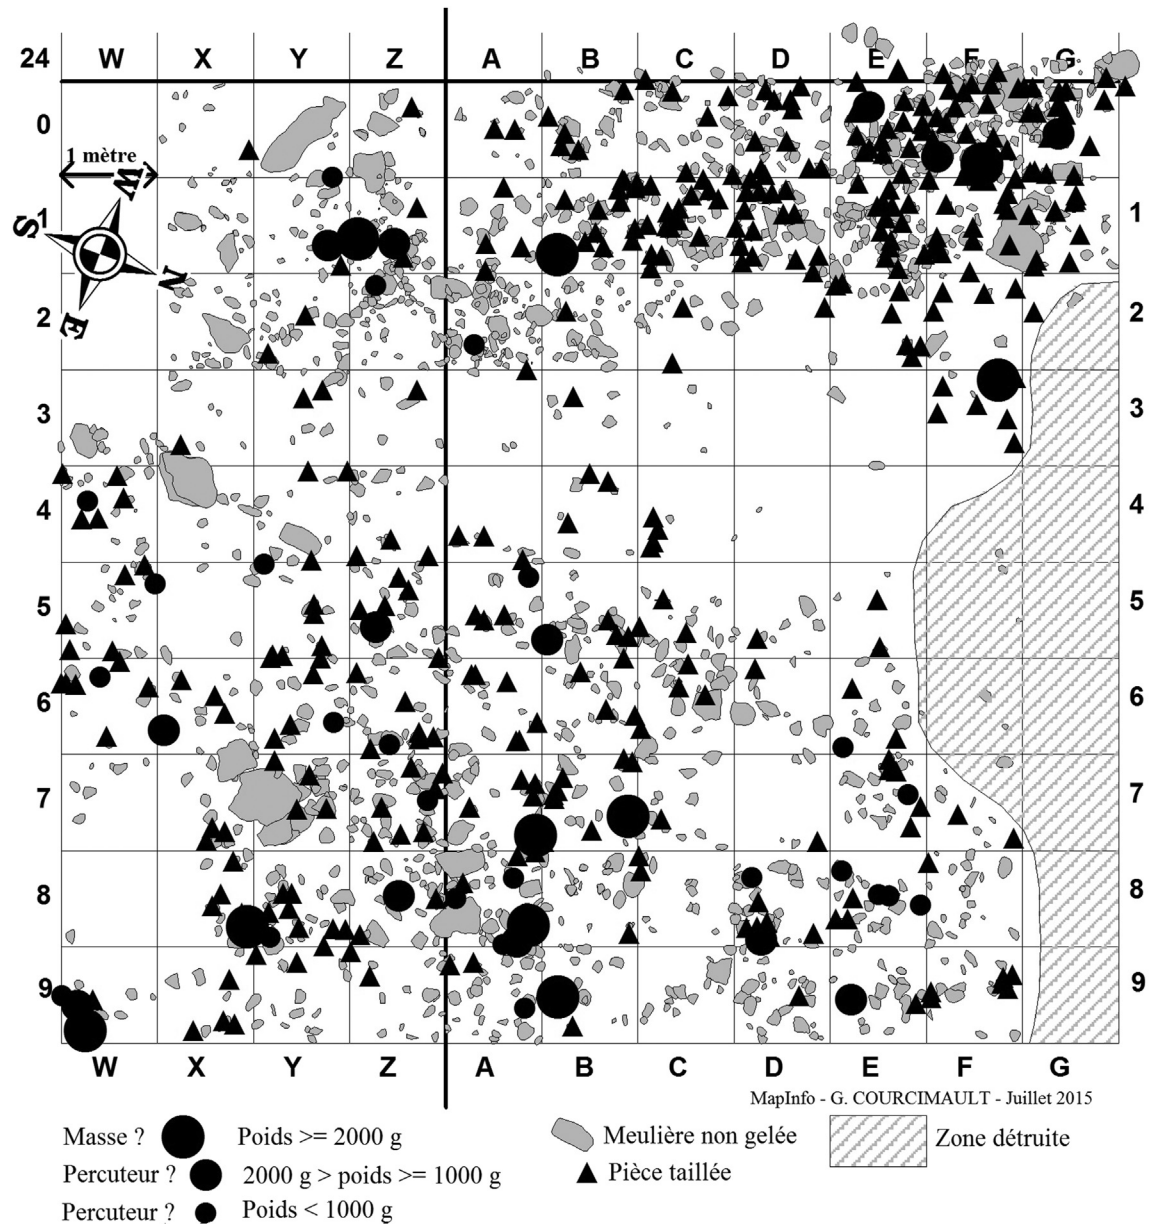 24 W X Y Z A B C D E F G
0
1 mètre
W
S
N
E
1 1
2 2
3 3
4 4
5 5
6 6
7 7
8 8
9 9
W X Y Z A B C D E F G
MapInfo - G. COURCIMAULT - Juillet 2015
Masse ? Poids >= 2000 g Meulière non gelée Zone détruite
Percuteur ? 2000 g > poids >= 1000 g Pièce taillée
Percuteur ? Poids < 1000 g